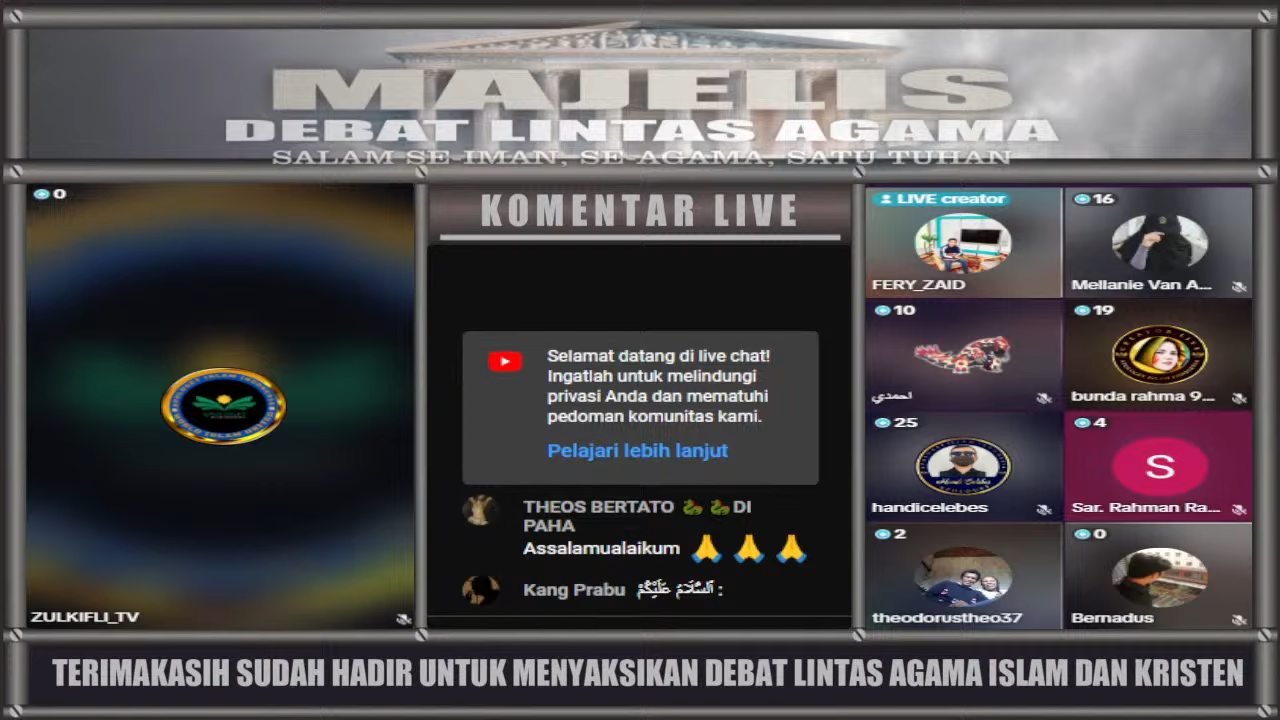 MAJELIS
DEBAT LINTAS AGAMA
SALAM SE-IMAN, SE-AGAMA, SATU TUHAN
0
ZULKIFLI_TV
KOMENTAR LIVE
Selamat datang di live chat!
Ingatlah untuk melindungi
privasi Anda dan mematuhi
pedoman komunitas kami.
Pelajari lebih lanjut
THEOS BERTATO 🐉 🐉 DI
PAHA
Assalamualaikum 🙏 🙏 🙏
Kang Prabu اَلسَّلَامُ عَلَيْكُمْ :
LIVE creator
FERY_ZAID
16
Mellanie Van A...
10
احمدي
19
bunda rahma 9...
25
handicelebes
4
S
Sar. Rahman Ra...
2
theodorustheo37
0
Bernadus
TERIMAKASIH SUDAH HADIR UNTUK MENYAKSIKAN DEBAT LINTAS AGAMA ISLAM DAN KRISTEN